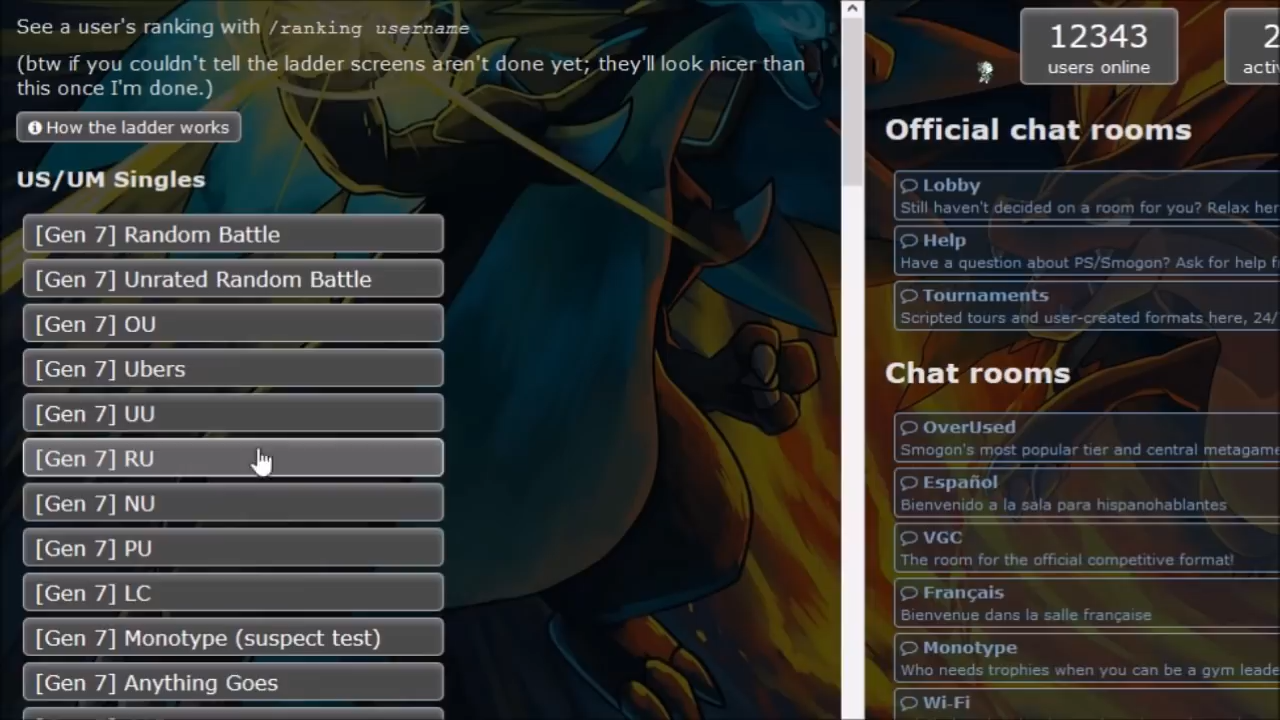 See a user's ranking with /ranking username
(btw if you couldn't tell the ladder screens aren't done yet; they'll look nicer than
this once I'm done.)
How the ladder works
US/UM Singles
[Gen 7] Random Battle
[Gen 7] Unrated Random Battle
[Gen 7] OU
[Gen 7] Ubers
[Gen 7] UU
[Gen 7] RU
[Gen 7] NU
[Gen 7] PU
[Gen 7] LC
[Gen 7] Monotype (suspect test)
[Gen 7] Anything Goes
12343
users online
2
activ
Official chat rooms
Lobby
Still haven't decided on a room for you? Relax her
Help
Have a question about PS/Smogon? Ask for help f
Tournaments
Scripted tours and user-created formats here, 24/
Chat rooms
OverUsed
Smogon's most popular tier and central metagame
Español
Bienvenido a la sala para hispanohablantes
VGC
The room for the official competitive format!
Français
Bienvenue dans la salle française
Monotype
Who needs trophies when you can be a gym leade
Wi-Fi